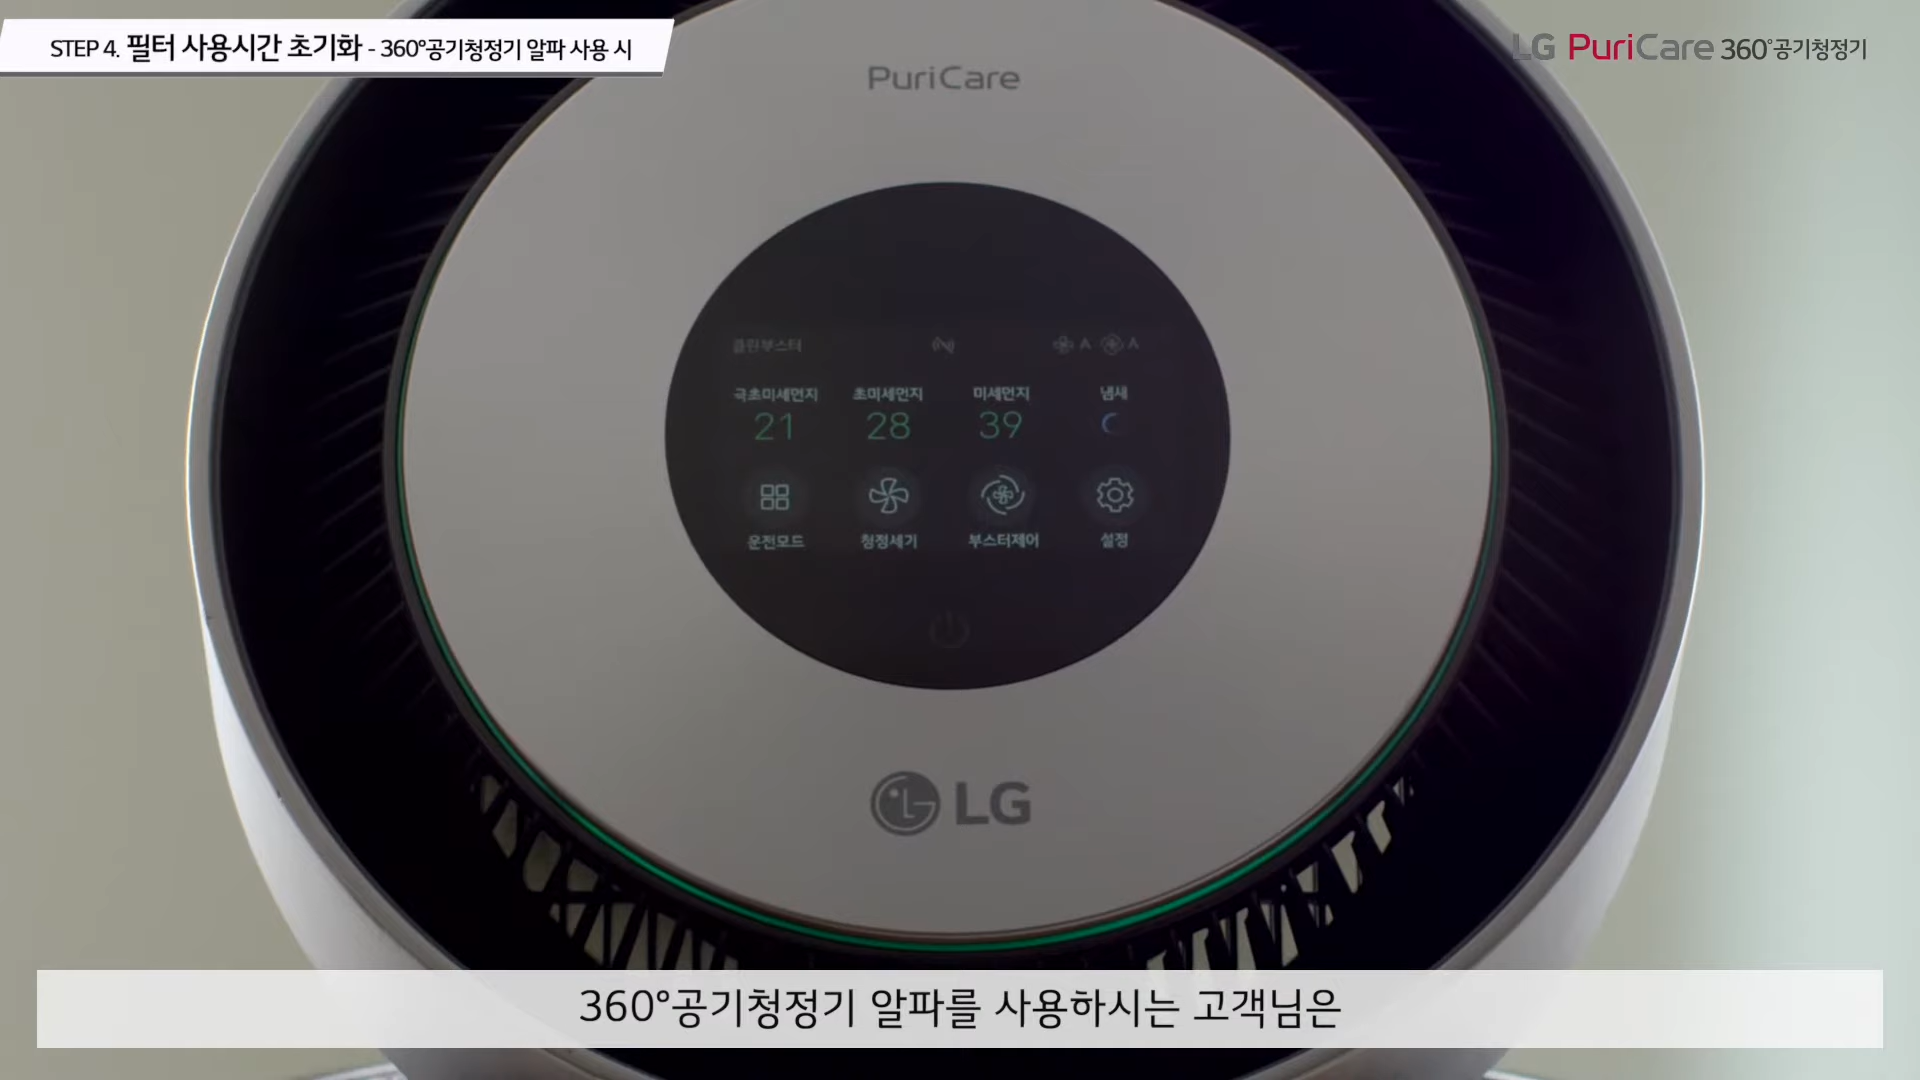 STEP 4. 필터 사용시간 초기화 - 360°공기청정기 알파 사용 시
LG PuriCare 360°공기청정기
PuriCare
클린부스터
A A
극초미세먼지 초미세먼지 미세먼지 냄새
21 28 39
운전모드 청정세기 부스터제어 설정
LG
360°공기청정기 알파를 사용하시는 고객님은